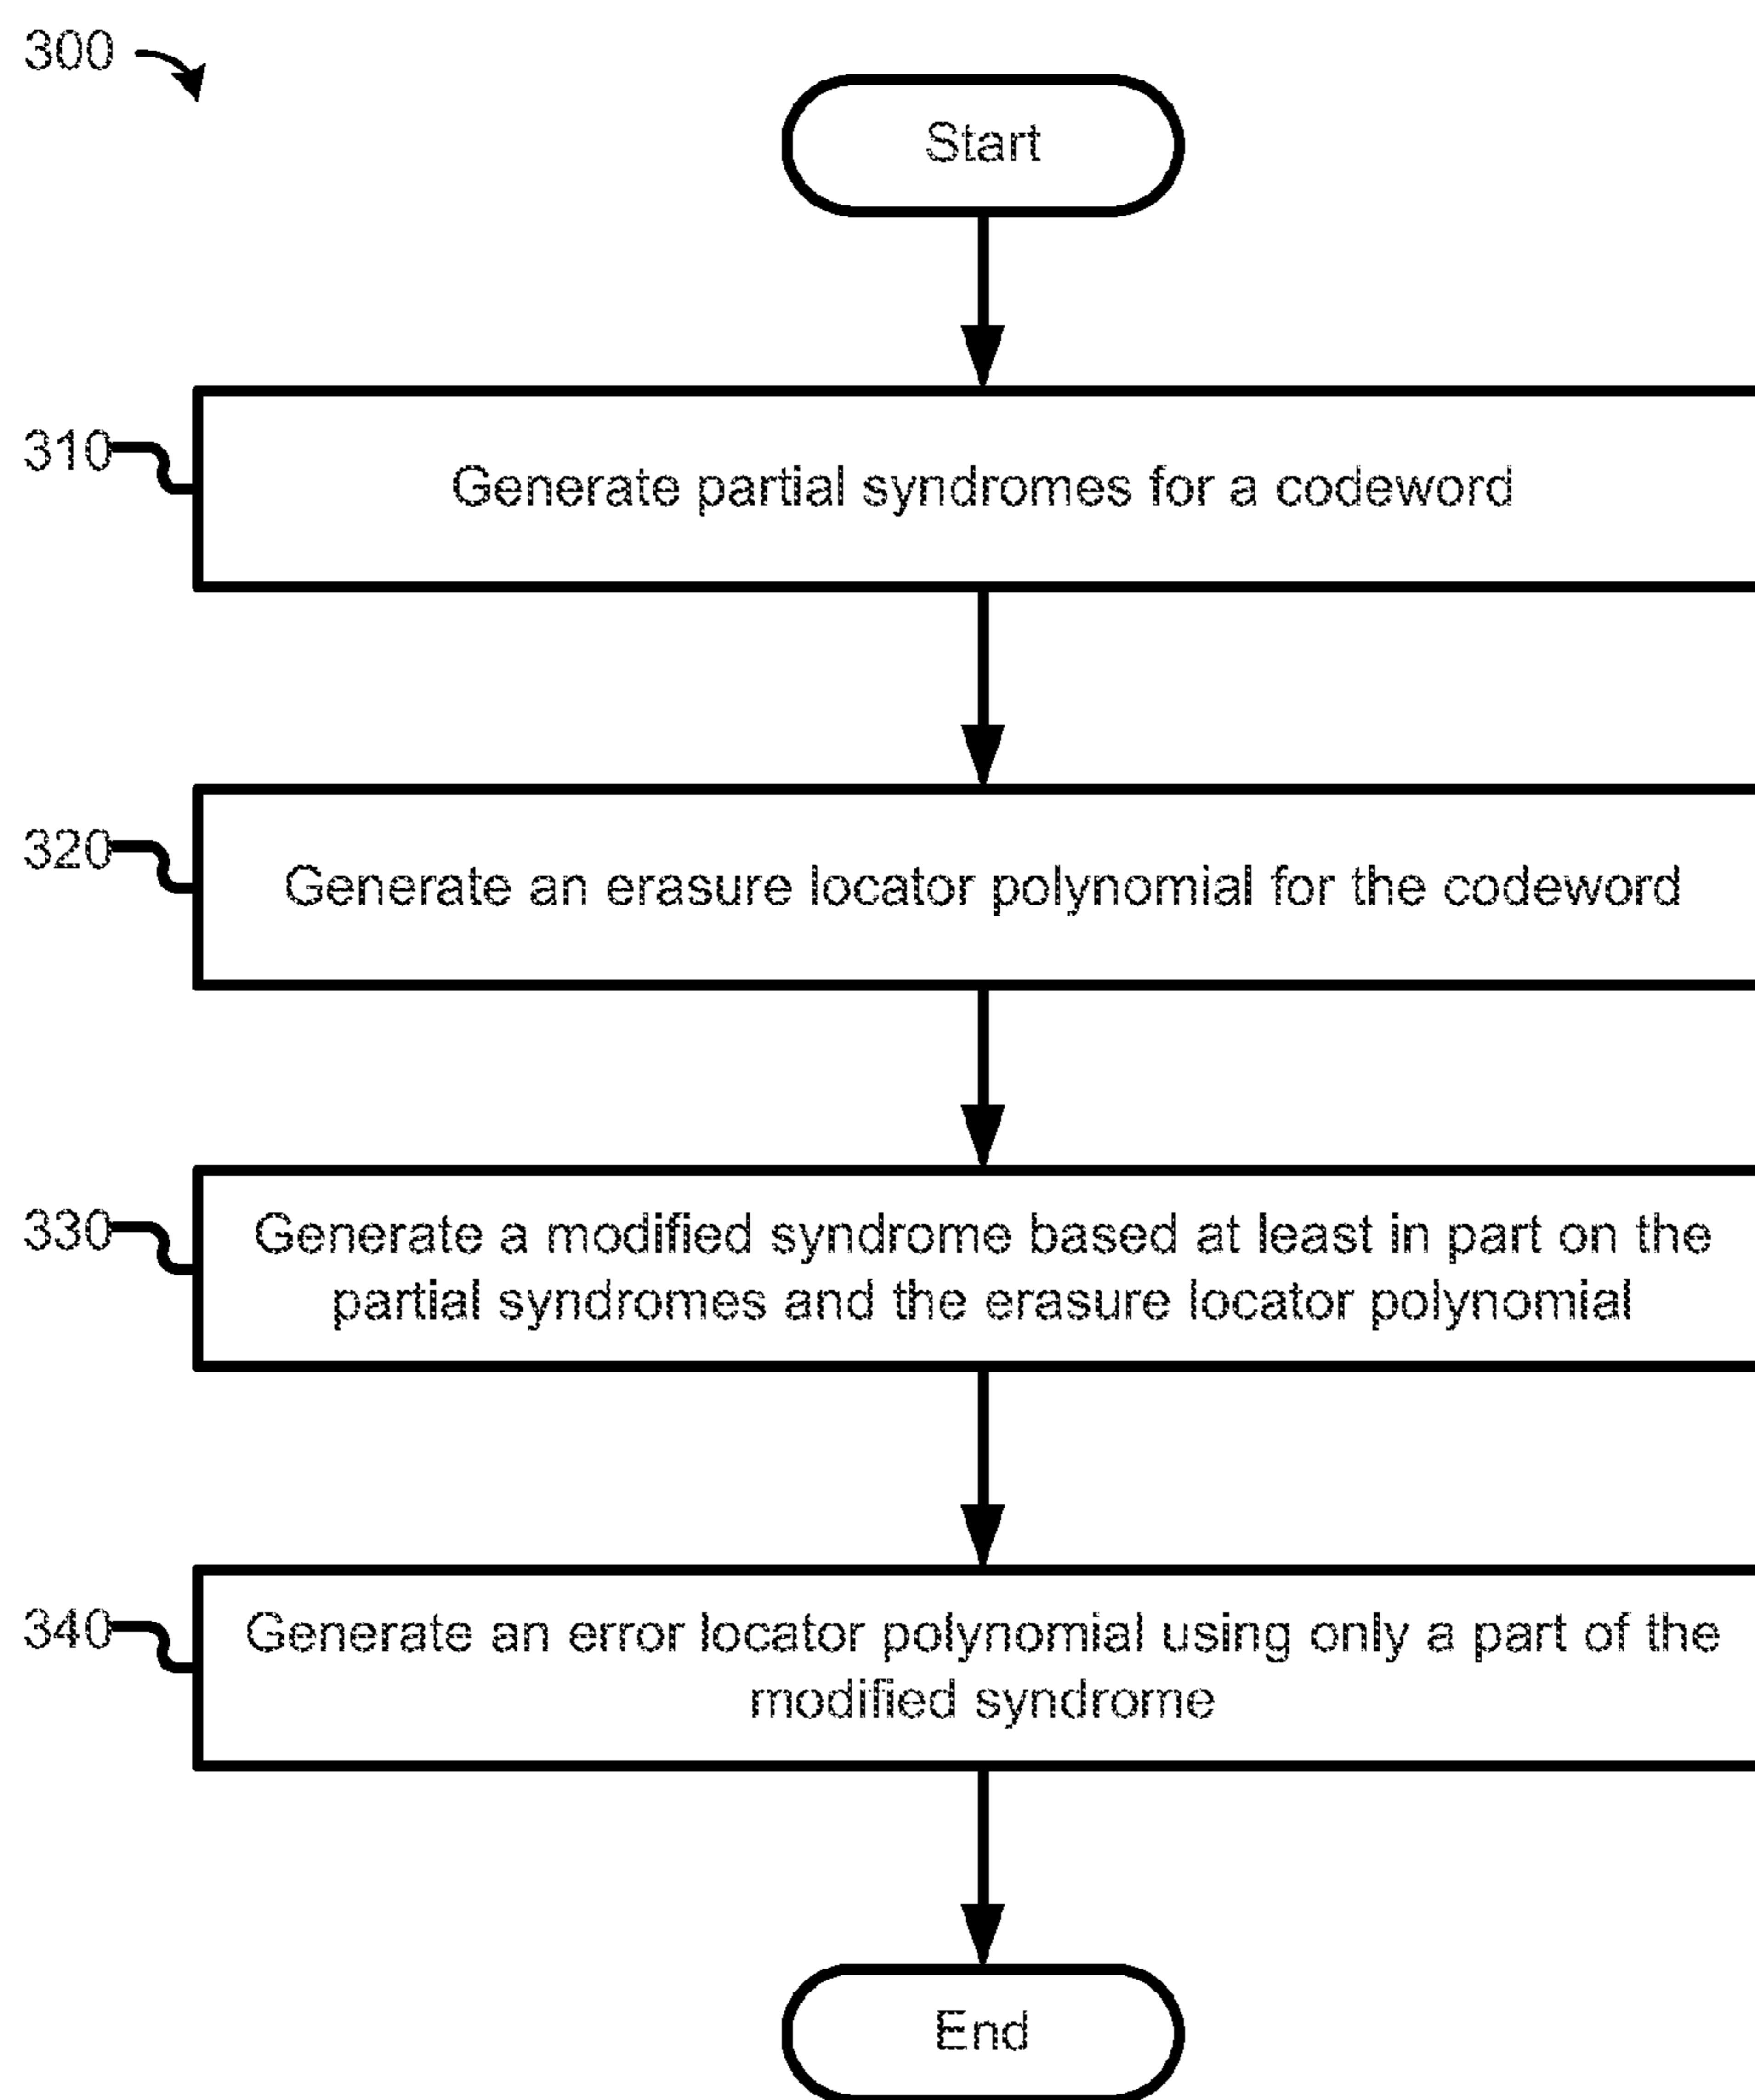 300
Start
310
Generate partial syndromes for a codeword
320
Generate an erasure locator polynomial for the codeword
330
Generate a modified syndrome based at least in part on the
partial syndromes and the erasure locator polynomial
340
Generate an error locator polynomial using only a part of the
modified syndrome
End